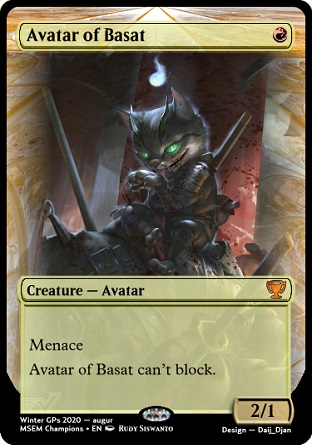 Avatar of Basat
Creature — Avatar
Menace
Avatar of Basat can't block.
Winter GPs 2020 — augur
MSEM Champions • EN Rudy Siswanto
2/1
Design — Daij_Djan